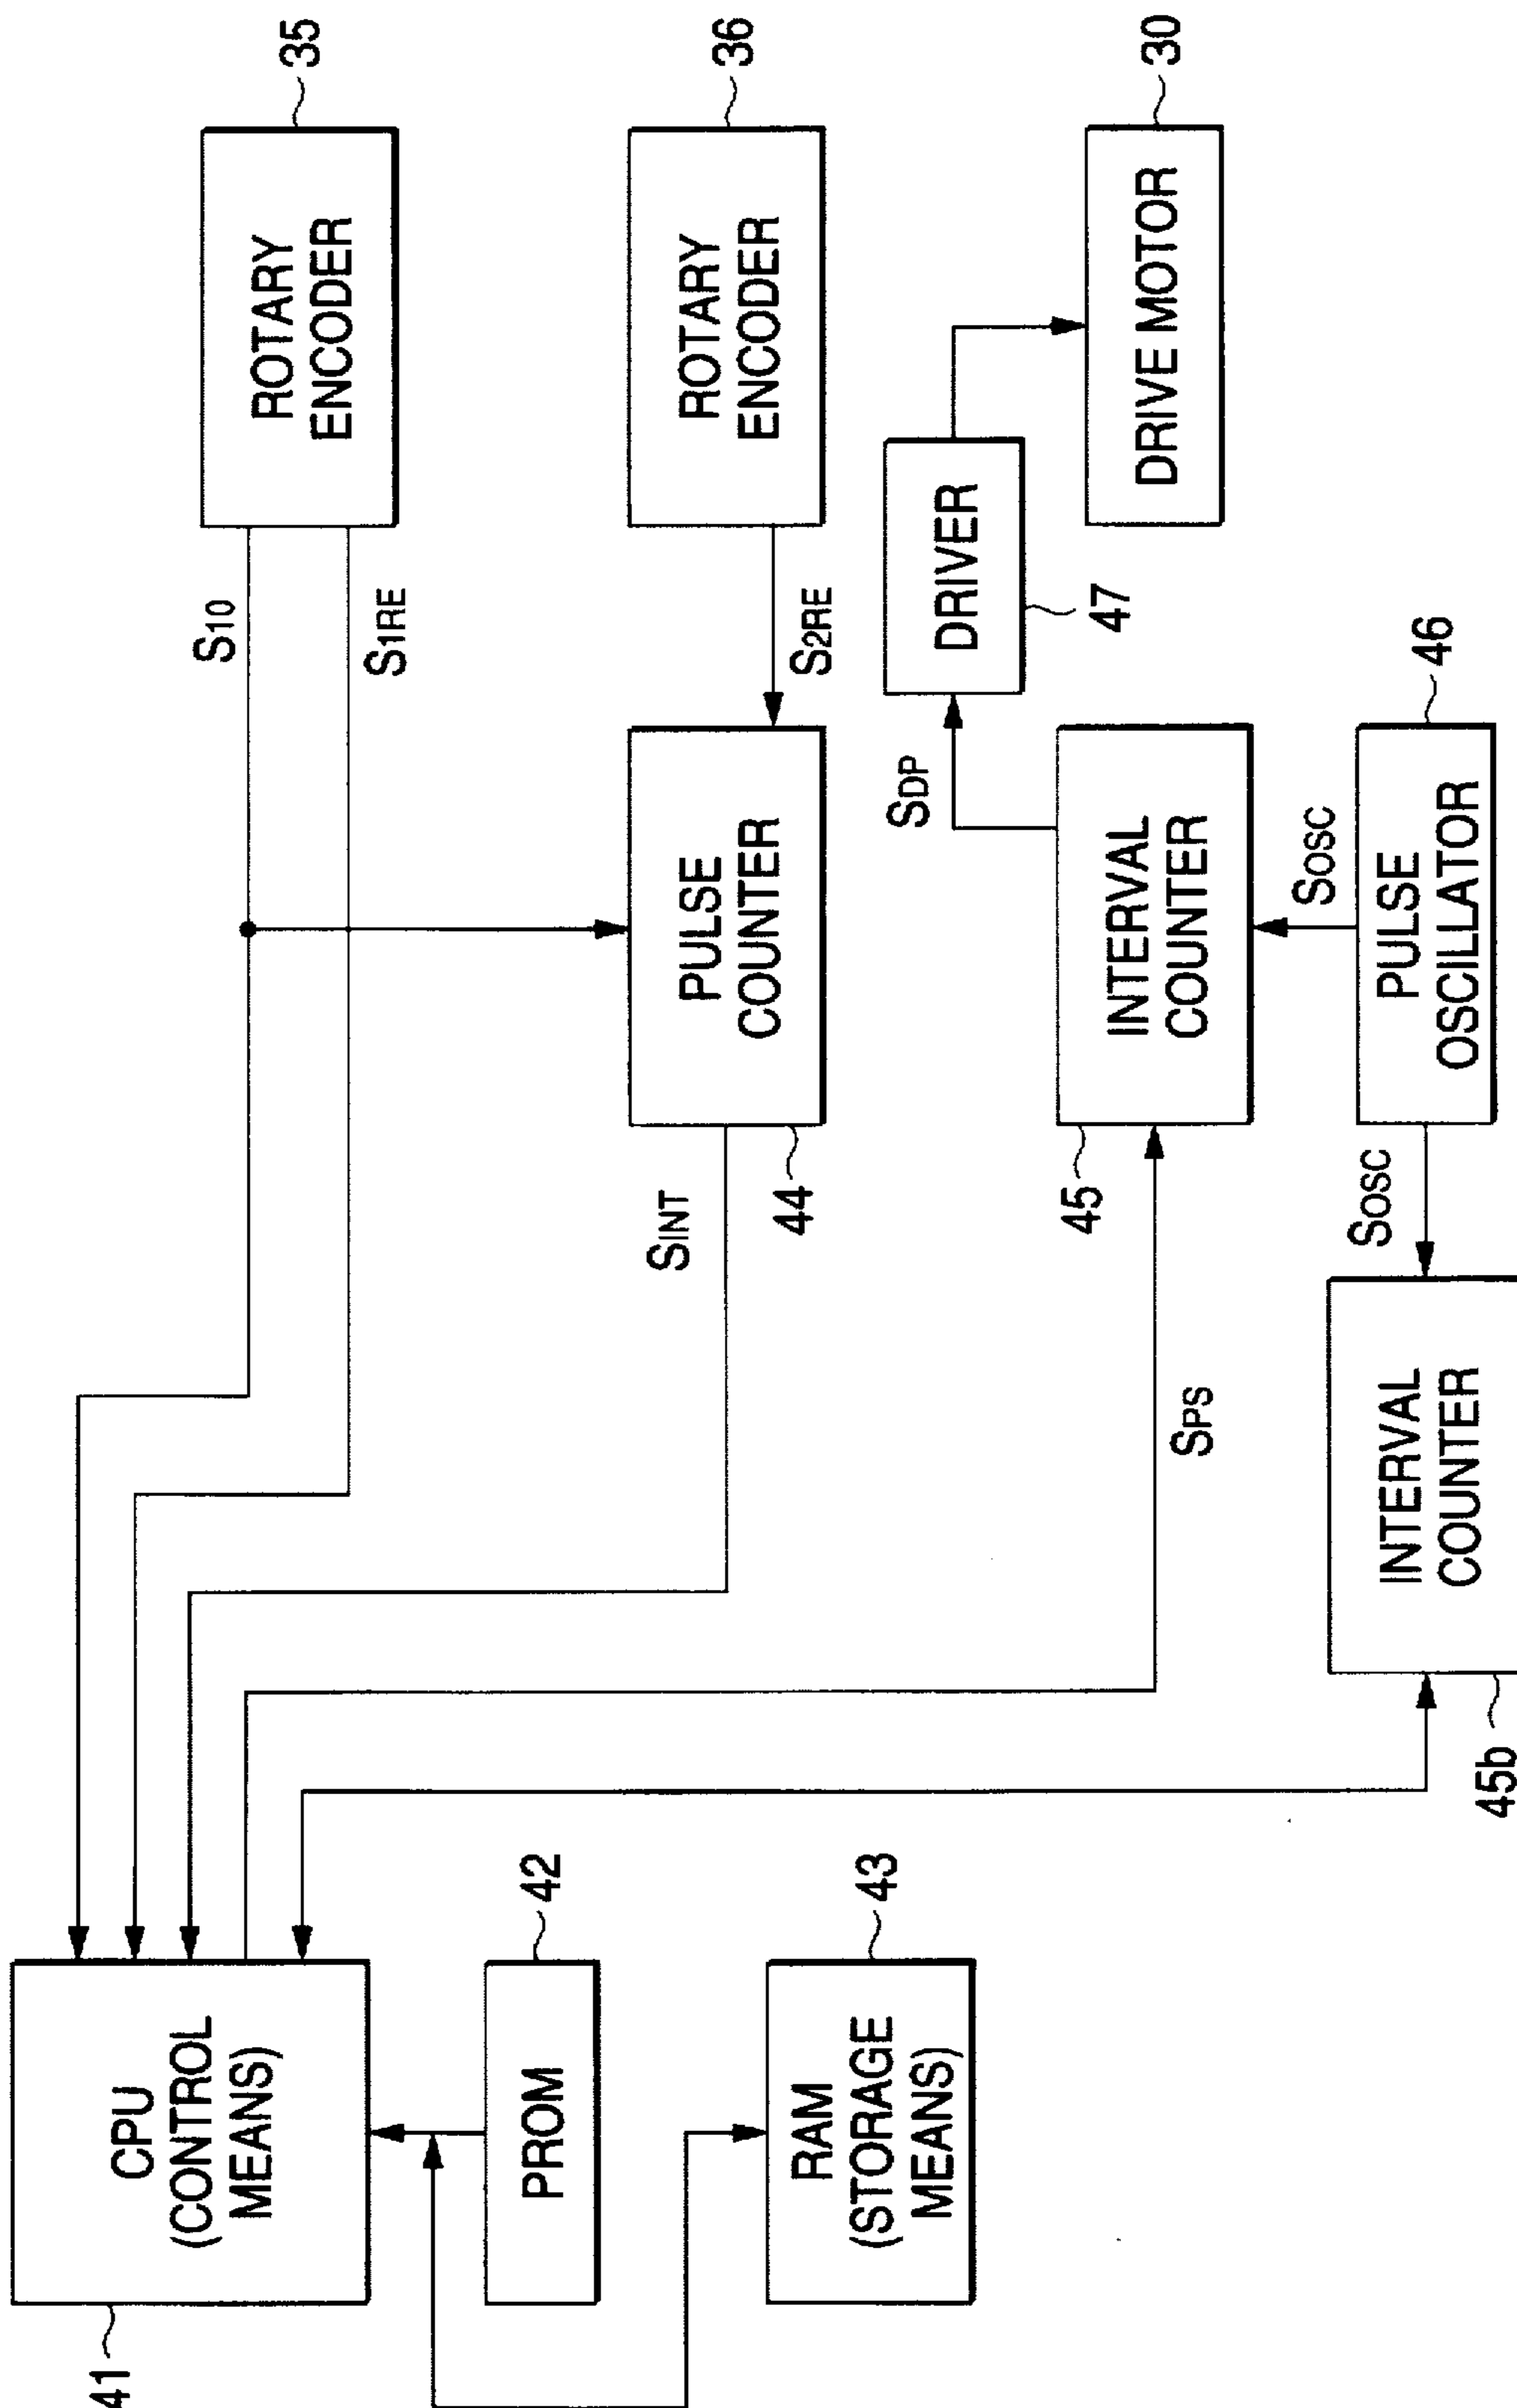 41
CPU
(CONTROL
MEANS)
PROM
42
RAM
(STORAGE
MEANS)
43
S10
S1RE
ROTARY
ENCODER
35
SINT
PULSE
COUNTER
44
S2RE
ROTARY
ENCODER
36
SPS
INTERVAL
COUNTER
45
SDP
DRIVER
47
DRIVE MOTOR
30
INTERVAL
COUNTER
45b
SOSC
SOSC
PULSE
OSCILLATOR
46